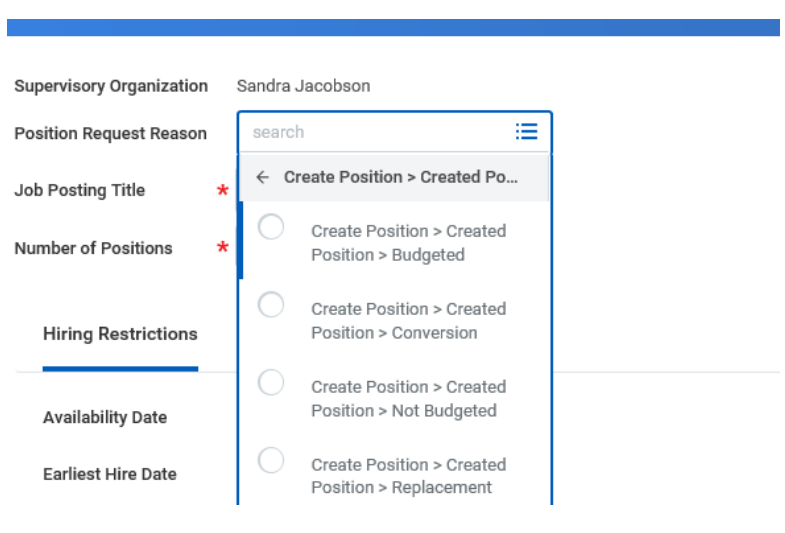 Supervisory Organization Sandra Jacobson
Position Request Reason search
← Create Position > Created Po...
Job Posting Title *
Create Position > Created
Position > Budgeted
Number of Positions *
Create Position > Created
Position > Conversion
Hiring Restrictions
Create Position > Created
Position > Not Budgeted
Availability Date
Create Position > Created
Position > Replacement
Earliest Hire Date